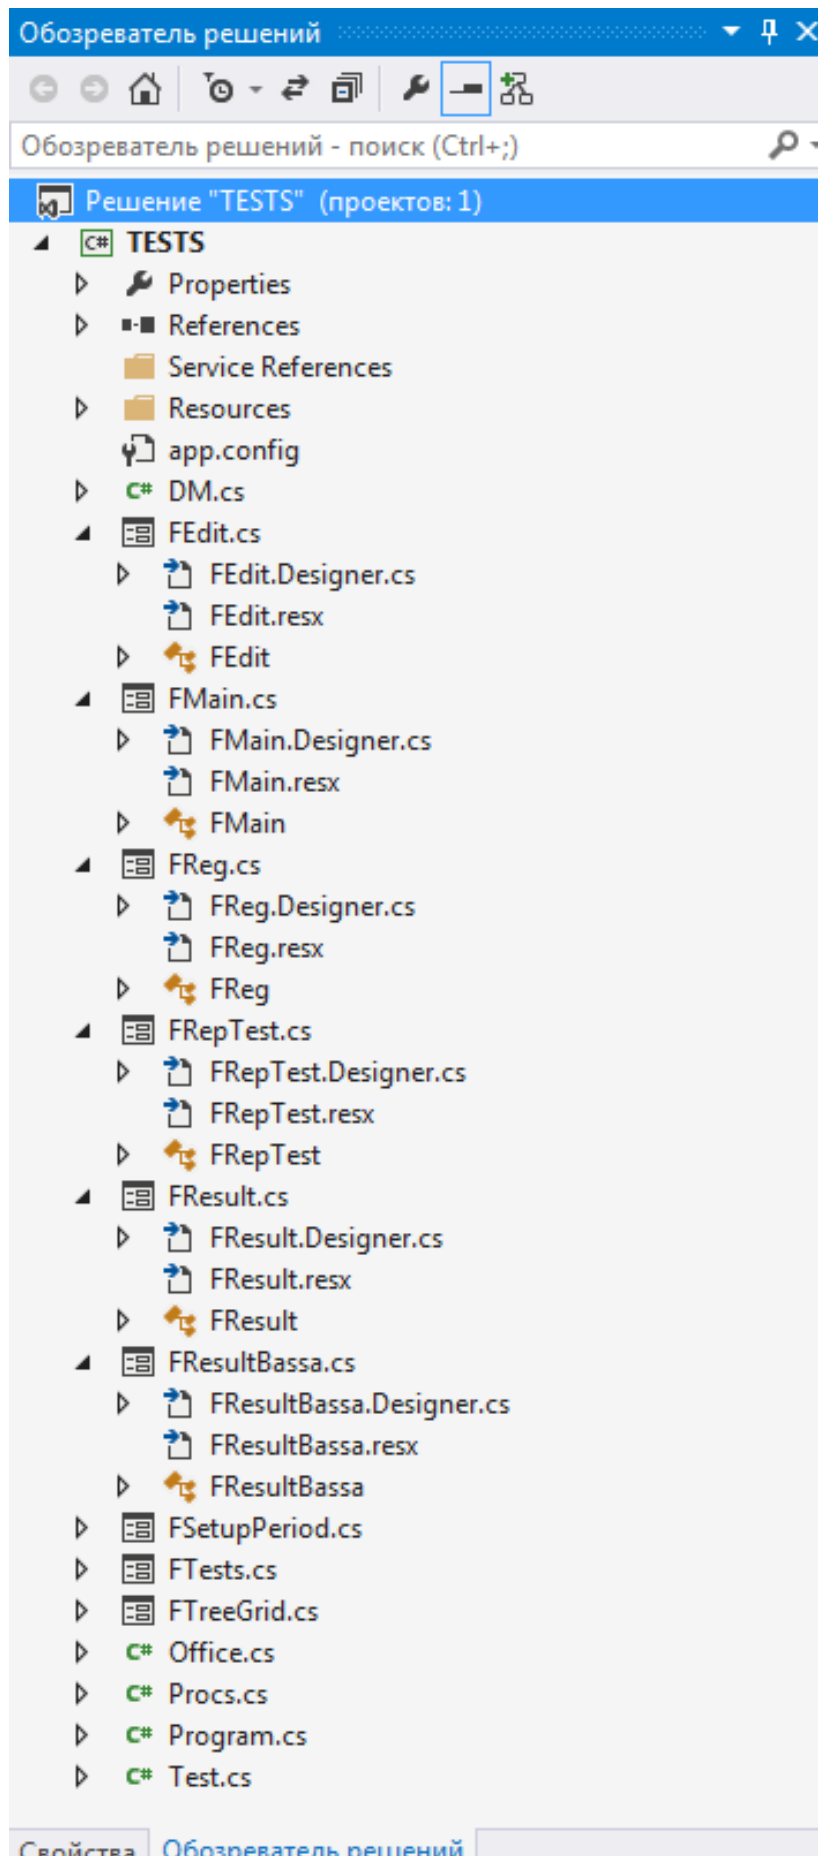 Обозреватель решений
Обозреватель решений - поиск (Ctrl+;)
Решение "TESTS" (проектов: 1)
C# TESTS
Properties
References
Service References
Resources
app.config
C# DM.cs
FEdit.cs
FEdit.Designer.cs
FEdit.resx
FEdit
FMain.cs
FMain.Designer.cs
FMain.resx
FMain
FReg.cs
FReg.Designer.cs
FReg.resx
FReg
FRepTest.cs
FRepTest.Designer.cs
FRepTest.resx
FRepTest
FResult.cs
FResult.Designer.cs
FResult.resx
FResult
FResultBassa.cs
FResultBassa.Designer.cs
FResultBassa.resx
FResultBassa
FSetupPeriod.cs
FTests.cs
FTreeGrid.cs
C# Office.cs
C# Procs.cs
C# Program.cs
C# Test.cs
Свойства Обозреватель решений